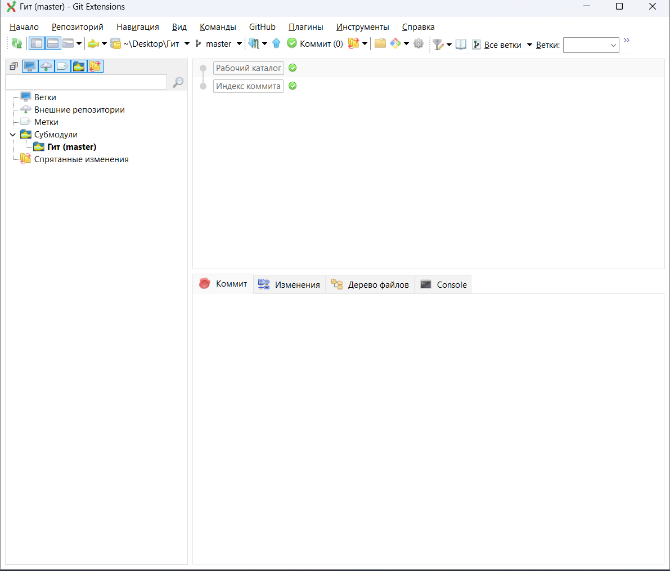 Гит (master) - Git Extensions
Начало Репозиторий Навигация Вид Команды GitHub Плагины Инструменты Справка
~\Desktop\Гит master Коммит (0) Все ветки Ветки:
Рабочий каталог
Индекс коммита
Ветки
Внешние репозитории
Метки
Субмодули
Гит (master)
Спрятанные изменения
Коммит Изменения Дерево файлов Console